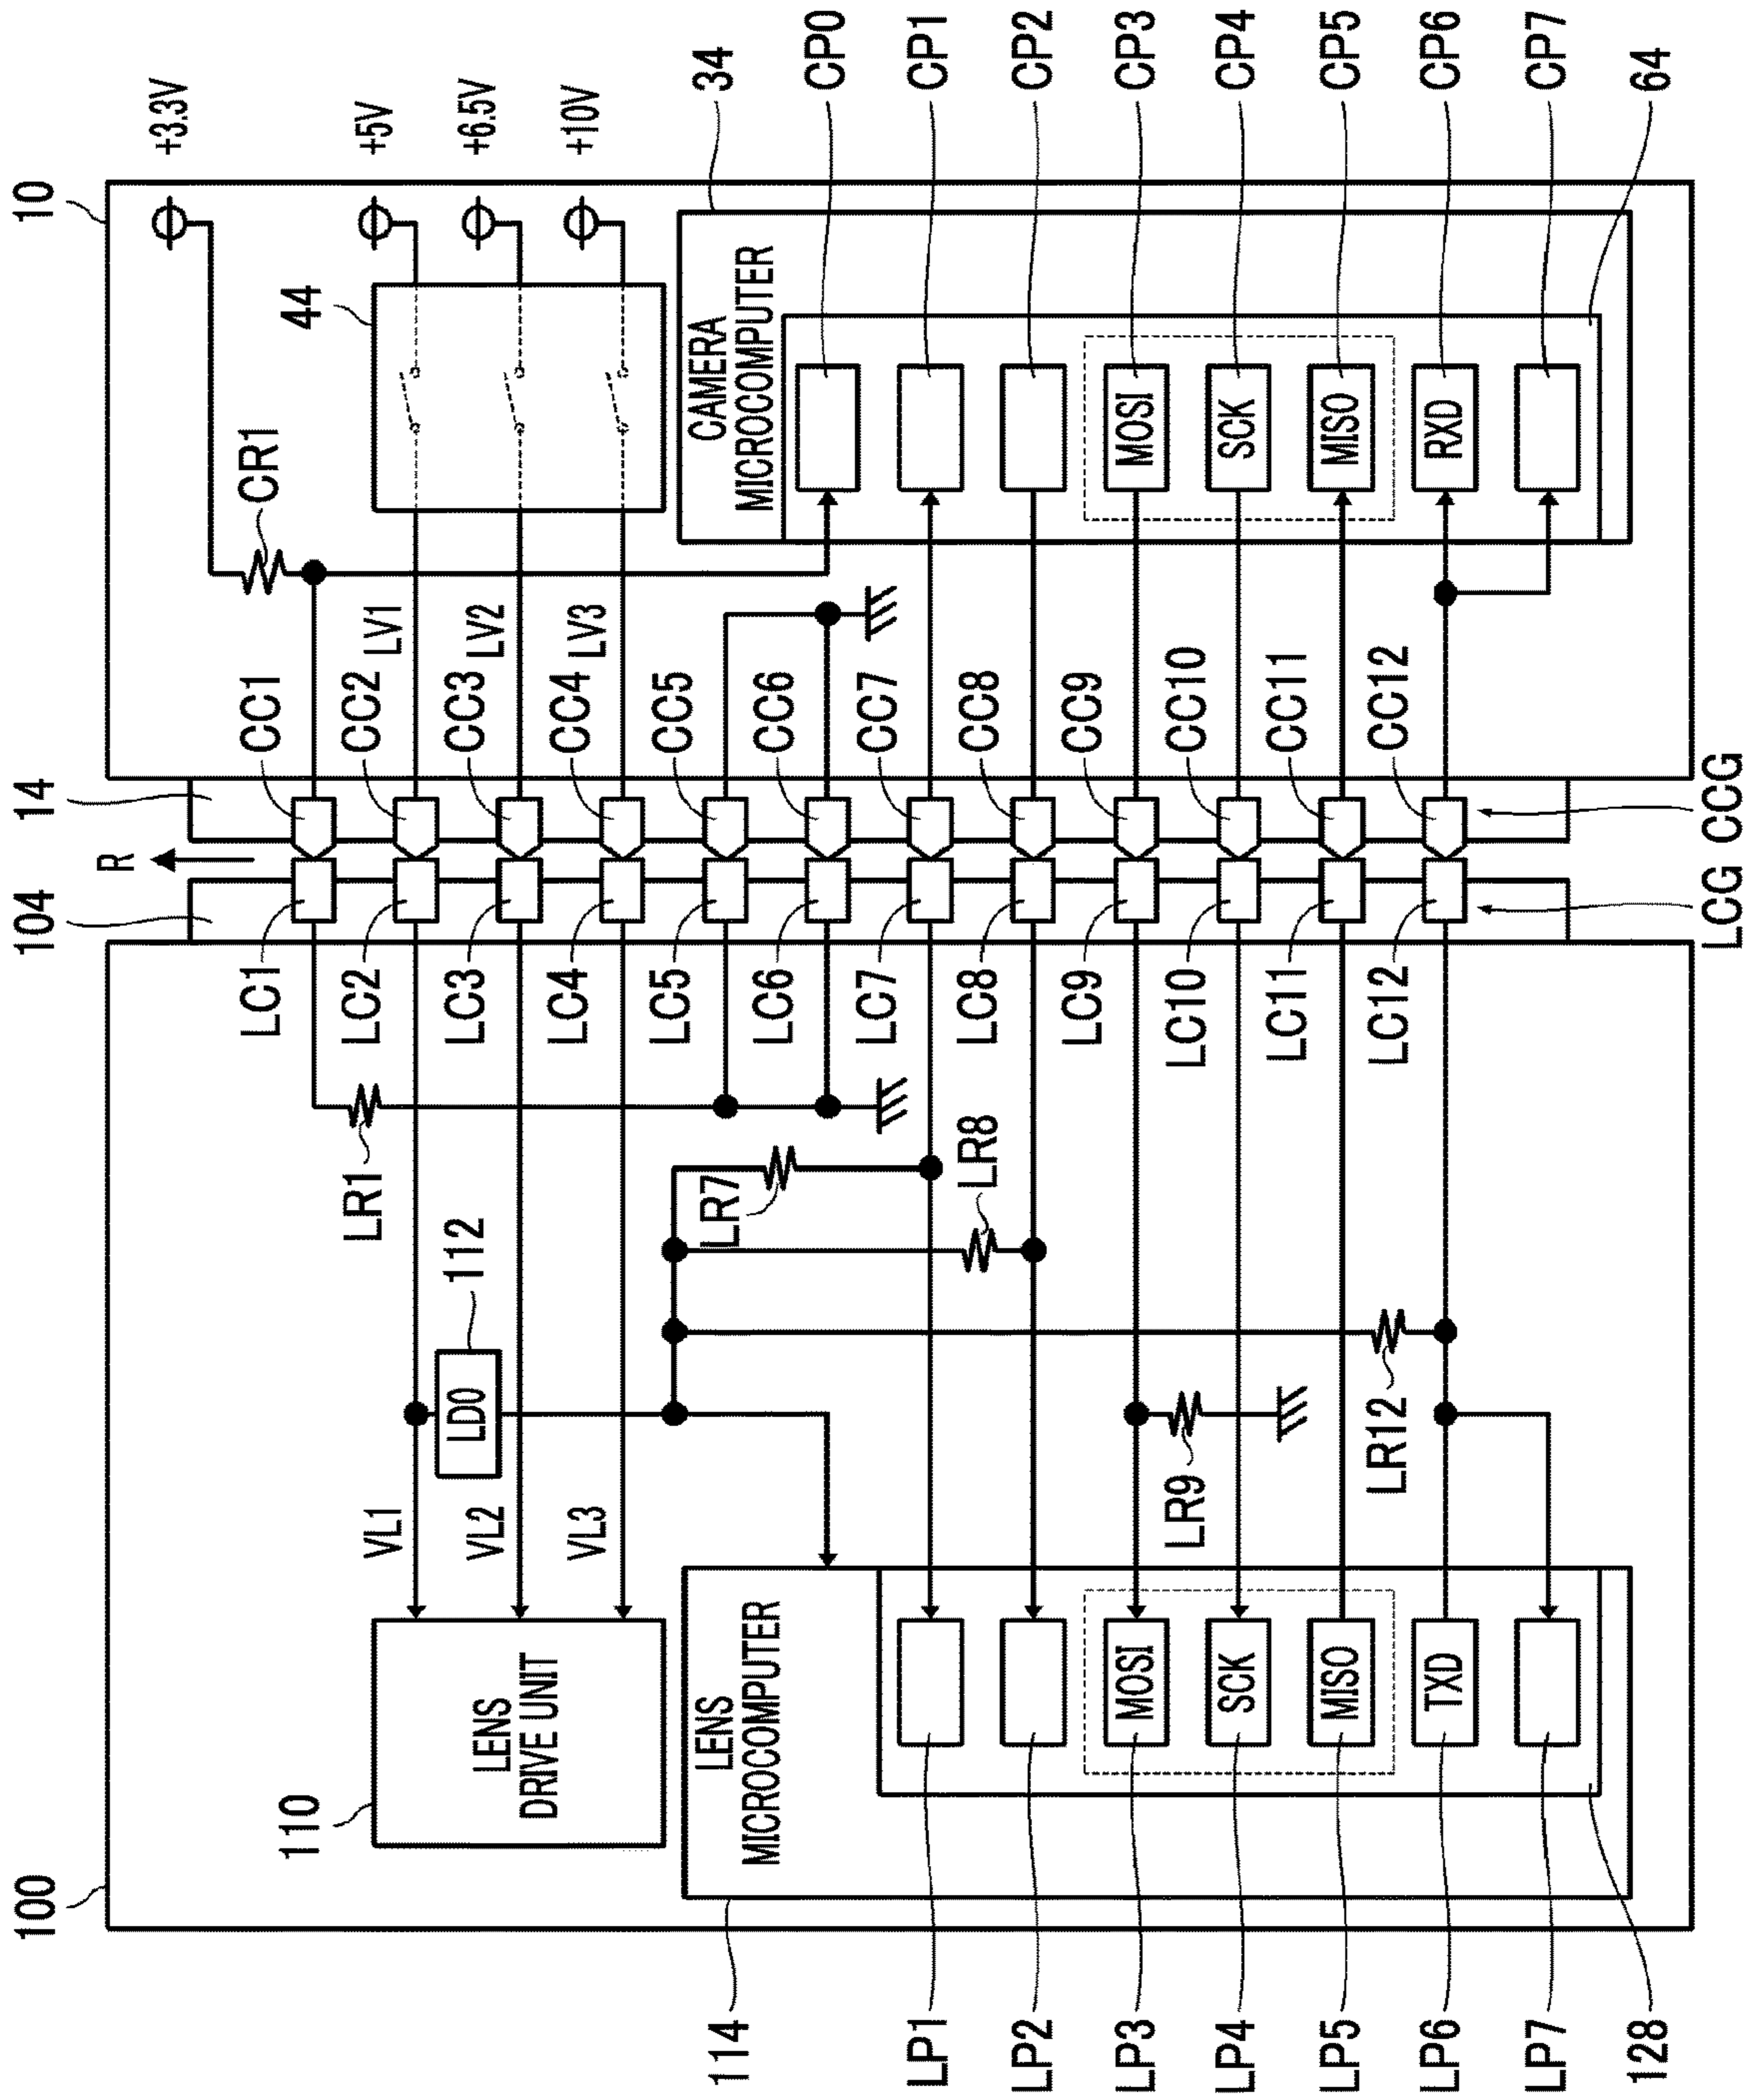 100
104
R
14
10
110
LENS
DRIVE UNIT
VL1
VL2
VL3
LDO
112
LR1
LC1
LC2
LC3
LC4
LC5
LC6
LC7
LC8
LC9
LC10
LC11
LC12
LCG
CC1
CC2
CC3
CC4
CC5
CC6
CC7
CC8
CC9
CC10
CC11
CC12
CCG
LV1
LV2
LV3
CR1
44
+3.3V
+5V
+6.5V
+10V
LR7
LR8
LR9
LR12
114
LENS
MICROCOMPUTER
MOSI
SCK
MISO
TXD
LP1
LP2
LP3
LP4
LP5
LP6
LP7
128
34
CAMERA
MICROCOMPUTER
MOSI
SCK
MISO
RXD
CP0
CP1
CP2
CP3
CP4
CP5
CP6
CP7
64